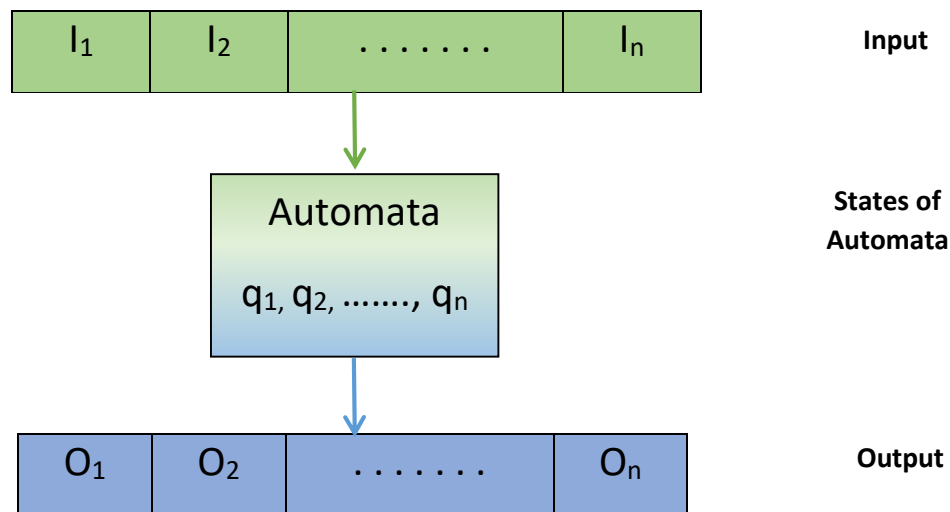 I₁ I₂ . . . . . . . Iₙ Input
Automata
q₁, q₂, ......., qₙ
States of
Automata
O₁ O₂ . . . . . . . Oₙ Output